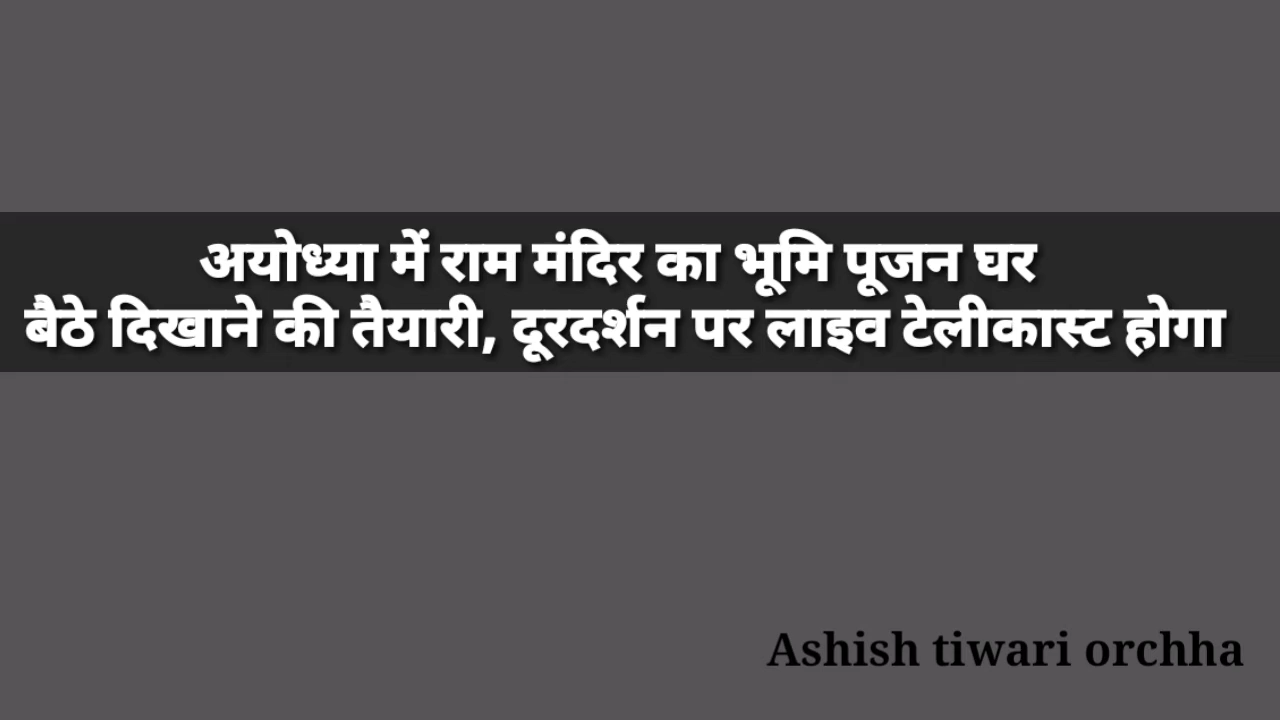 अयोध्या में राम मंदिर का भूमि पूजन घर
बैठे दिखाने की तैयारी, दूरदर्शन पर लाइव टेलीकास्ट होगा
Ashish tiwari orchha